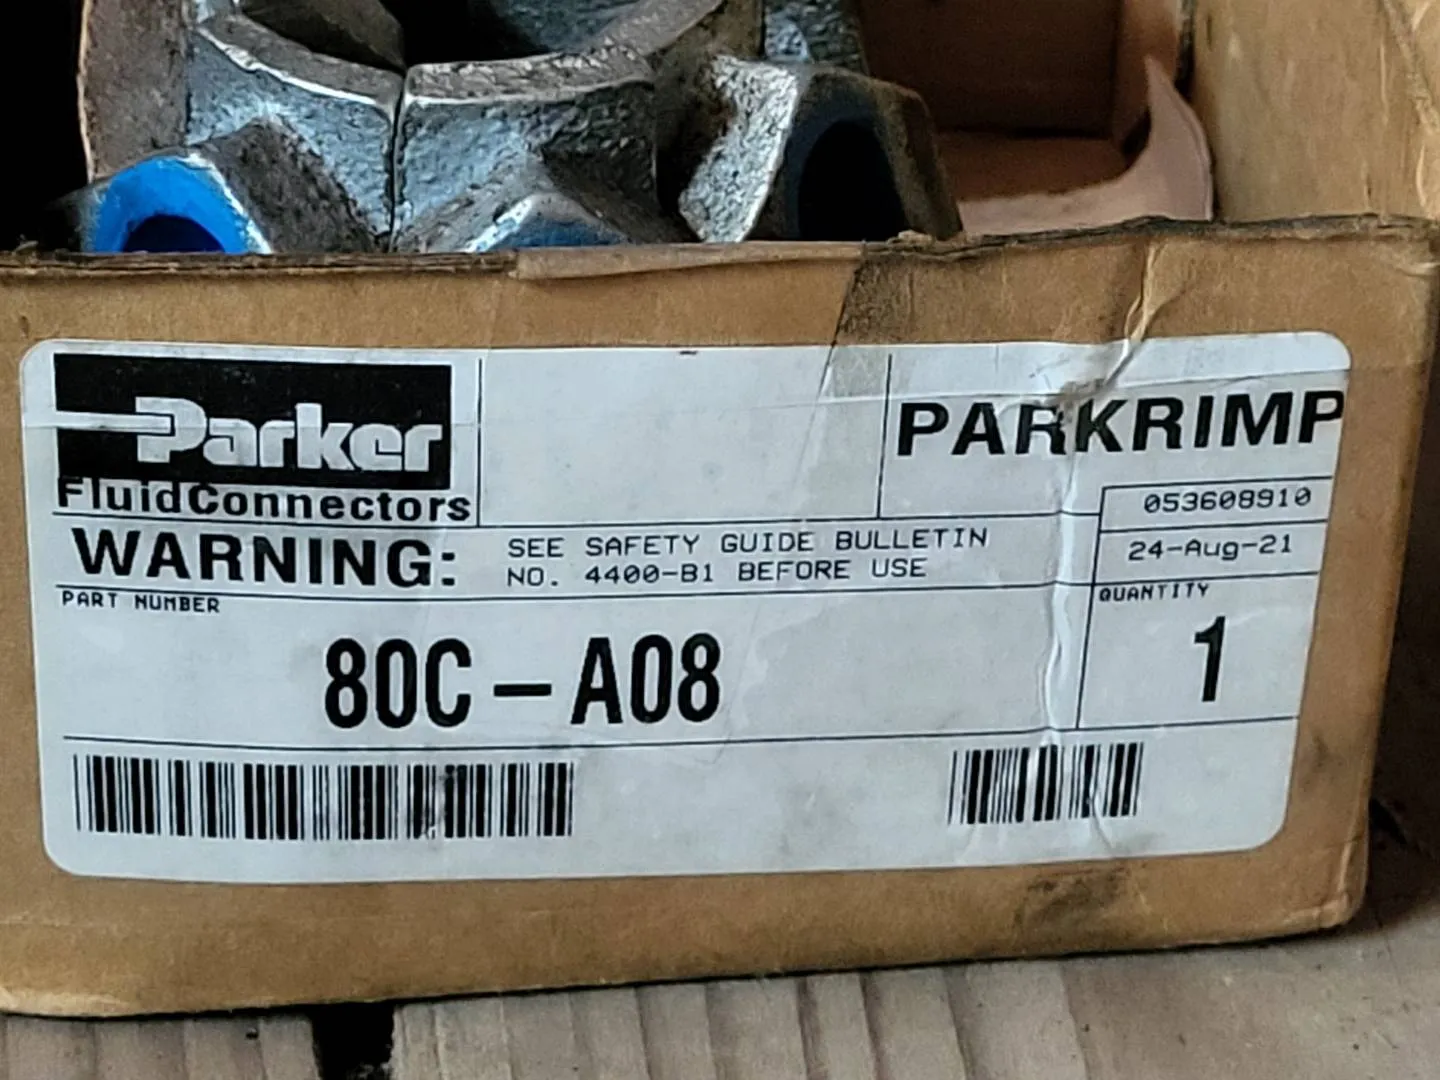 Parker
FluidConnectors
PARKRIMP
053608910
24-Aug-21
WARNING:
SEE SAFETY GUIDE BULLETIN
NO. 4400-B1 BEFORE USE
PART NUMBER
80C-A08
QUANTITY
1